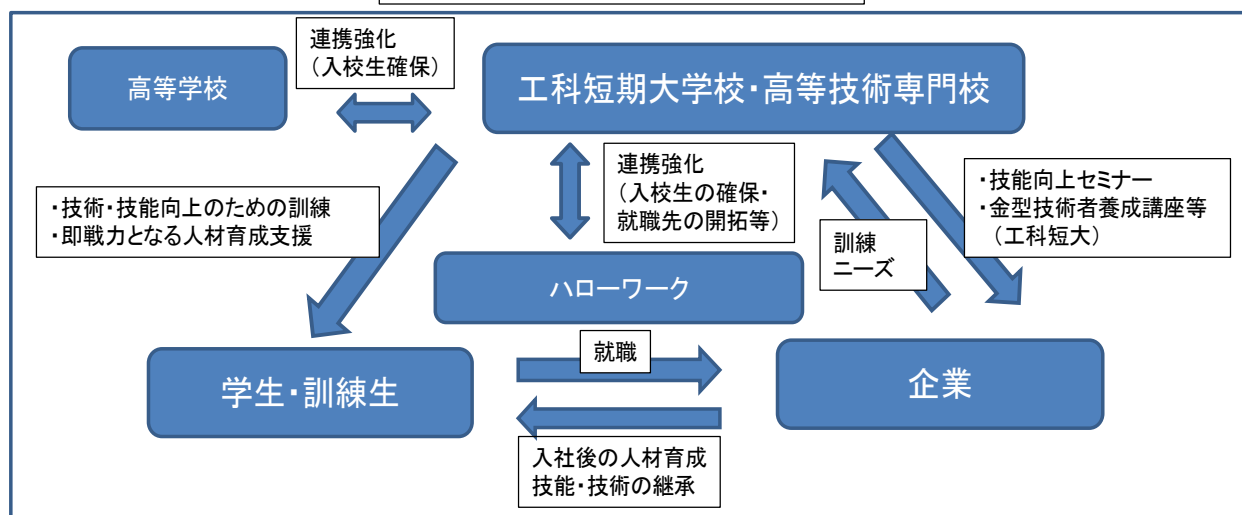 連携強化
（入校生確保）
高等学校
工科短期大学校・高等技術専門校
・技術・技能向上のための訓練
・即戦力となる人材育成支援
連携強化
（入校生の確保・
就職先の開拓等）
訓練
ニーズ
・技能向上セミナー
・金型技術者養成講座等
（工科短大）
ハローワーク
学生・訓練生
就職
企業
入社後の人材育成
技能・技術の継承